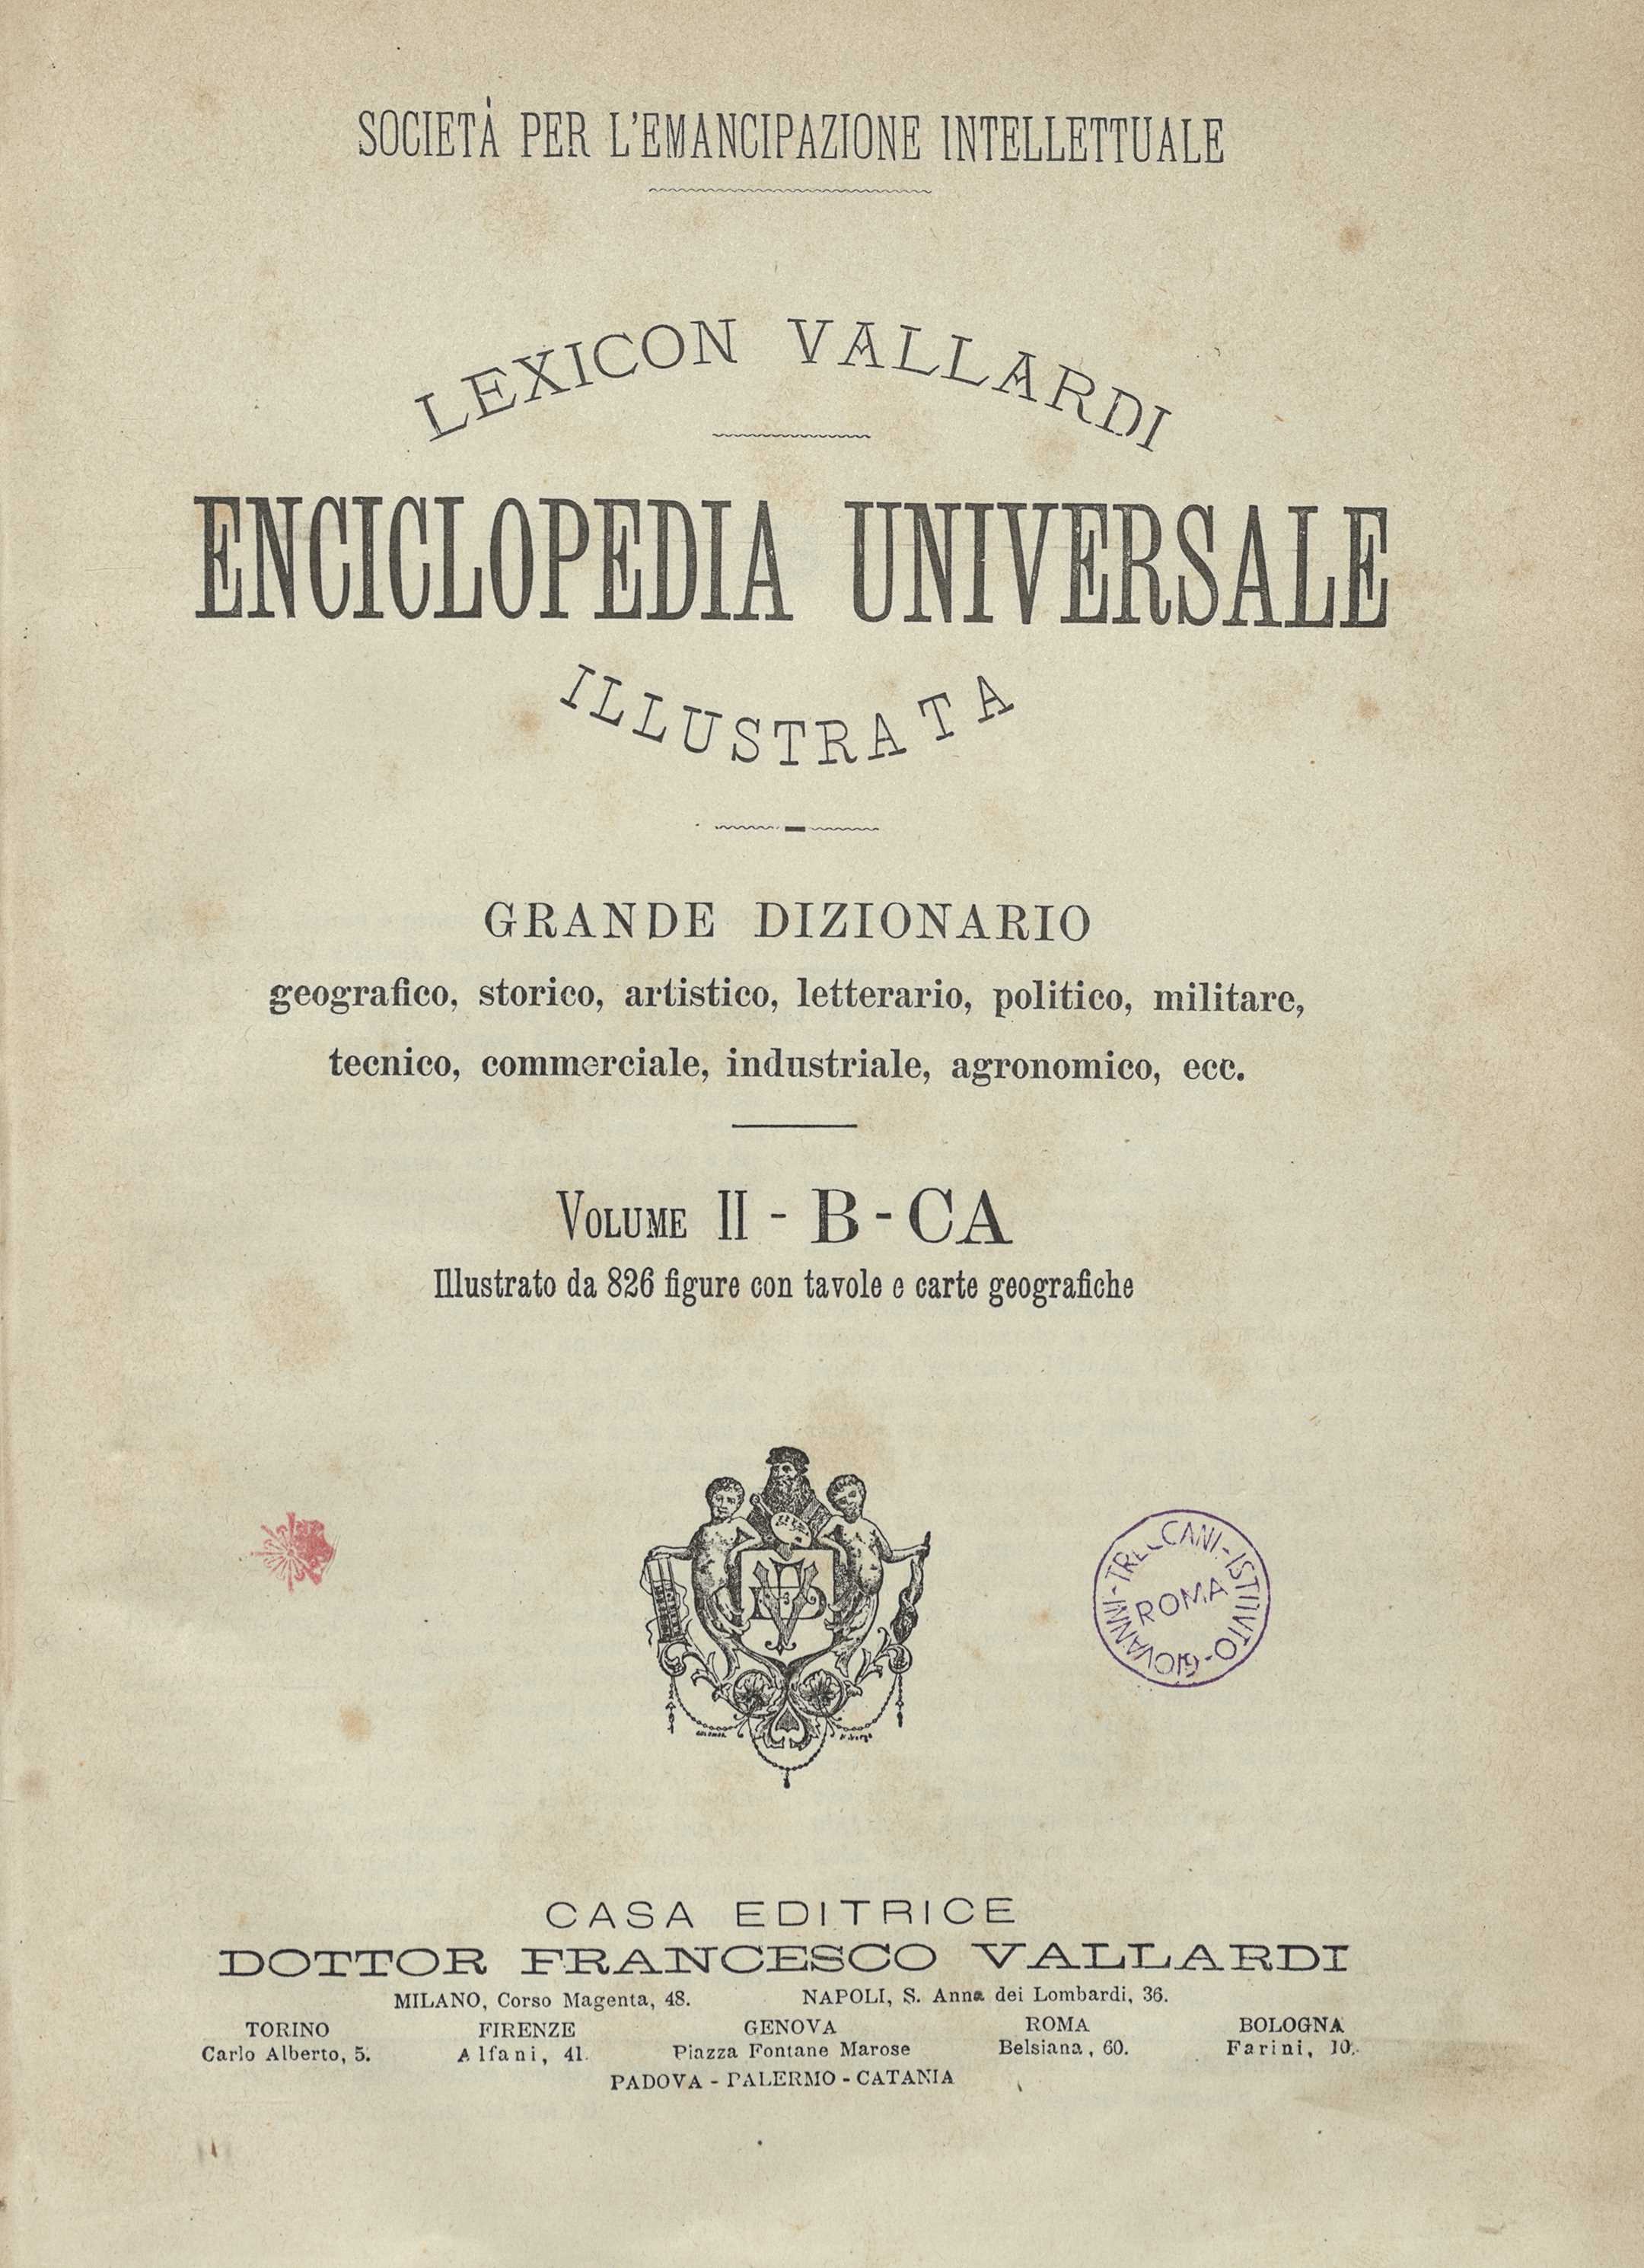 SOCIETÀ PER L'EMANCIPAZIONE INTELLETTUALE
LEXICON VALLARDI
ENCICLOPEDIA UNIVERSALE
ILLUSTRATA
GRANDE DIZIONARIO
geografico, storico, artistico, letterario, politico, militare,
tecnico, commerciale, industriale, agronomico, ecc.
VOLUME II - B - CA
Illustrato da 826 figure con tavole e carte geografiche
GIOVANNI - TRECCANI - ISTITUTO
ROMA
CASA EDITRICE
DOTTOR FRANCESCO VALLARDI
MILANO, Corso Magenta, 48. NAPOLI, S. Anna dei Lombardi, 36.
TORINO FIRENZE GENOVA ROMA BOLOGNA
Carlo Alberto, 5. Alfani, 41. Piazza Fontane Marose Belsiana, 60. Farini, 10.
PADOVA - PALERMO - CATANIA